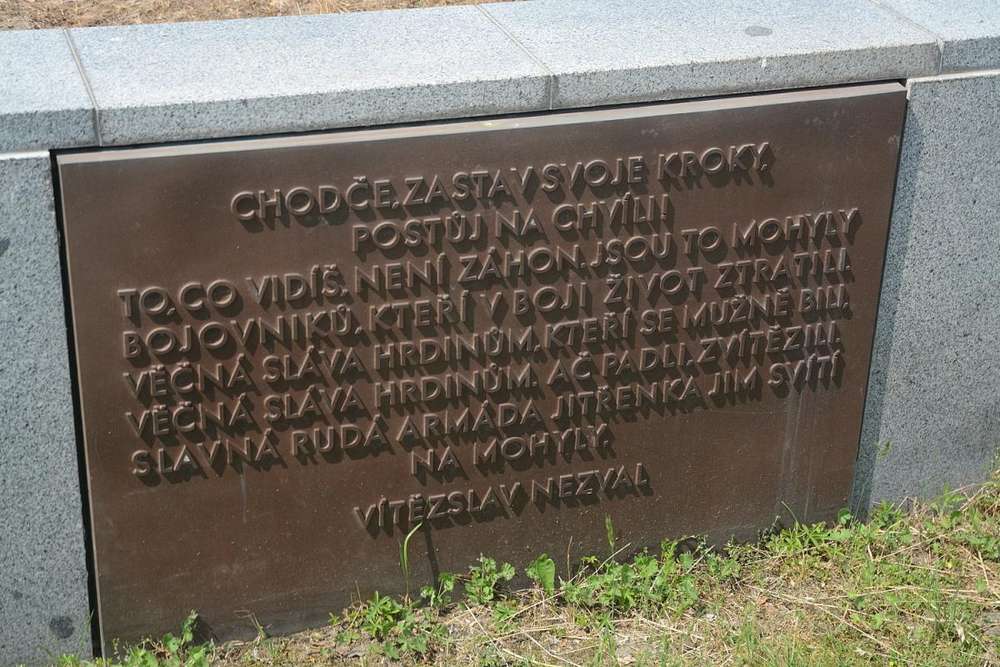 CHODČE, ZASTAV SVOJE KROKY,
POSTŮJ NA CHVÍLI!
TO, CO VIDÍŠ, NENÍ ZÁHON, JSOU TO MOHYLY
BOJOVNIKŮ, KTEŘÍ V BOJI ŽIVOT ZTRATILI.
VĚČNÁ SLÁVA HRDINŮM, KTEŘÍ SE MUŽNĚ BILI,
VĚČNÁ SLÁVA HRDINŮM, AČ PADLI, ZVÍTĚZILI.
SLAVNÁ RUDÁ ARMÁDA JITŘENKA JIM SVÍTÍ
NA MOHYLY.
VÍTĚZSLAV NEZVAL